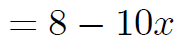 = 8 − 10x